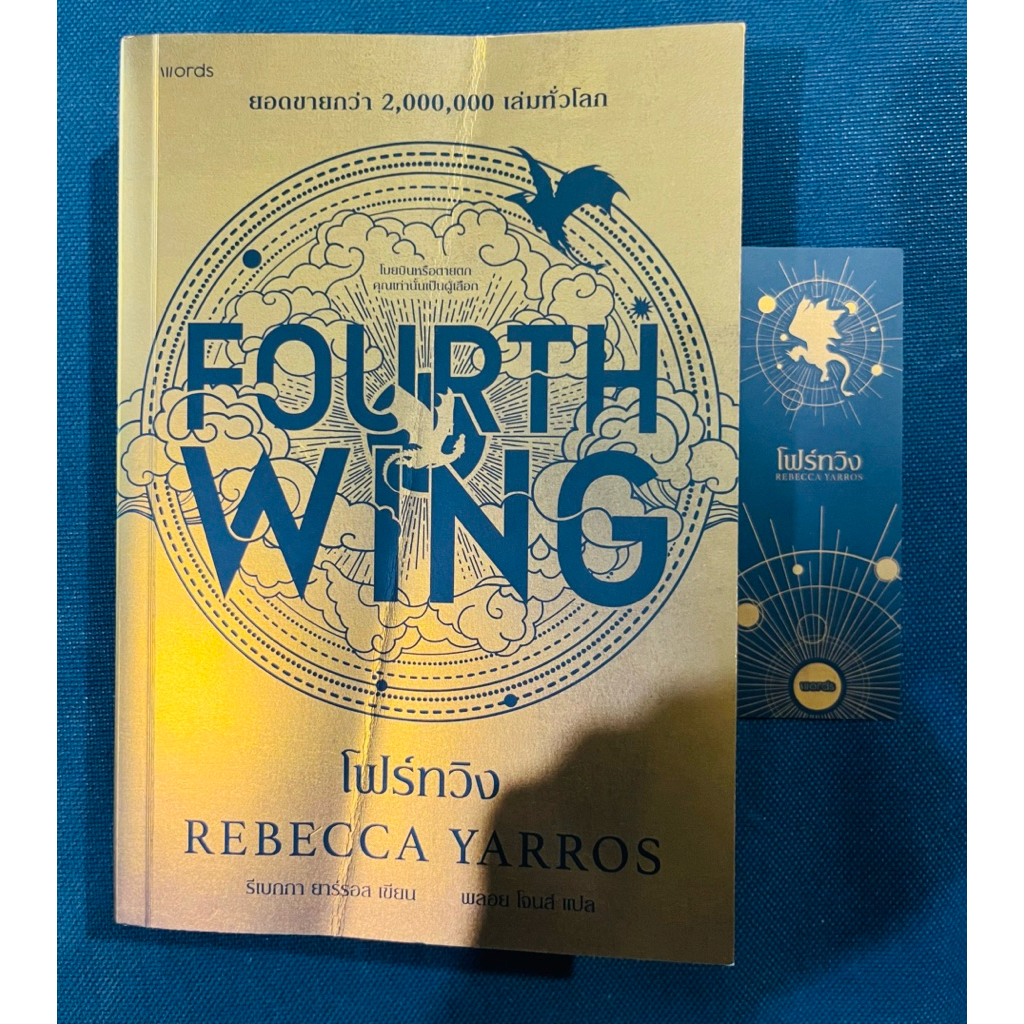 words
ยอดขายกว่า 2,000,000 เล่มทั่วโลก
โบยบินหรือตายตก
คุณเท่านั้นเป็นผู้เลือก
FOURTH
WING
โฟร์ทวิง
REBECCA YARROS
รีเบกกา ยาร์รอส เขียน พลอย โจนส์ แปล
โฟร์ทวิง
REBECCA YARROS
words